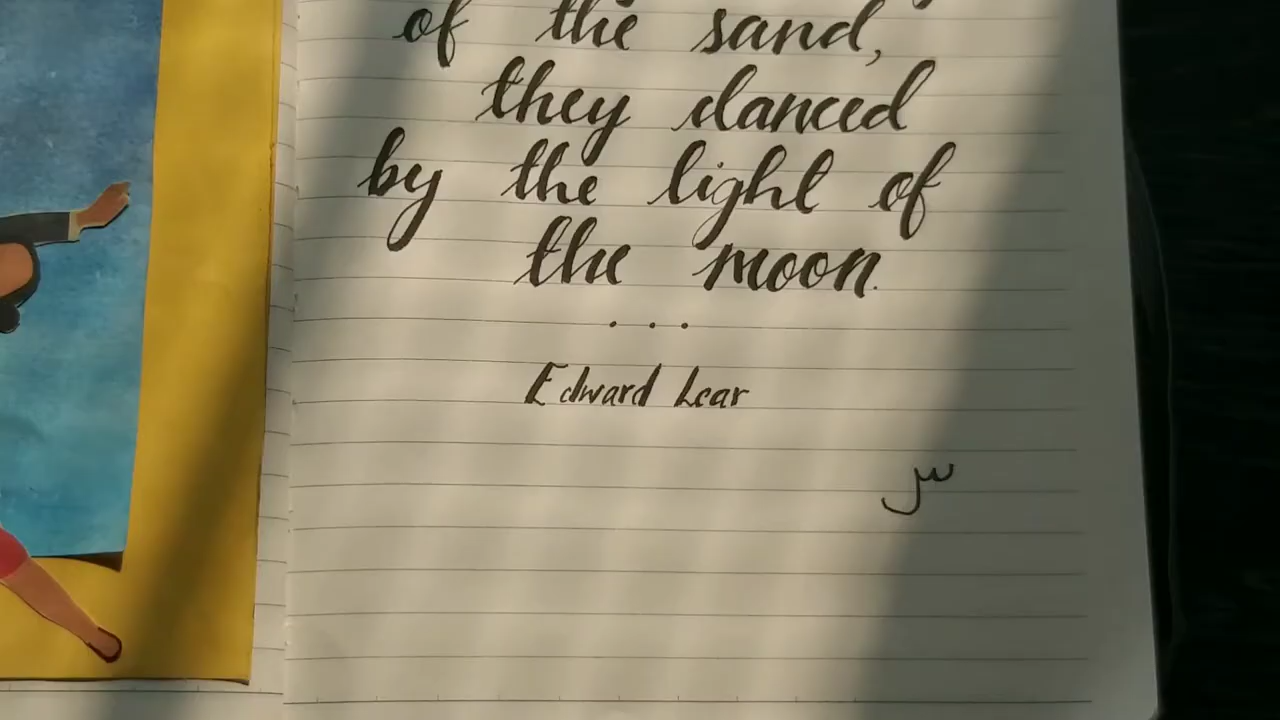 of the sand,
they danced
by the light of
the moon.
. . .
Edward Lear